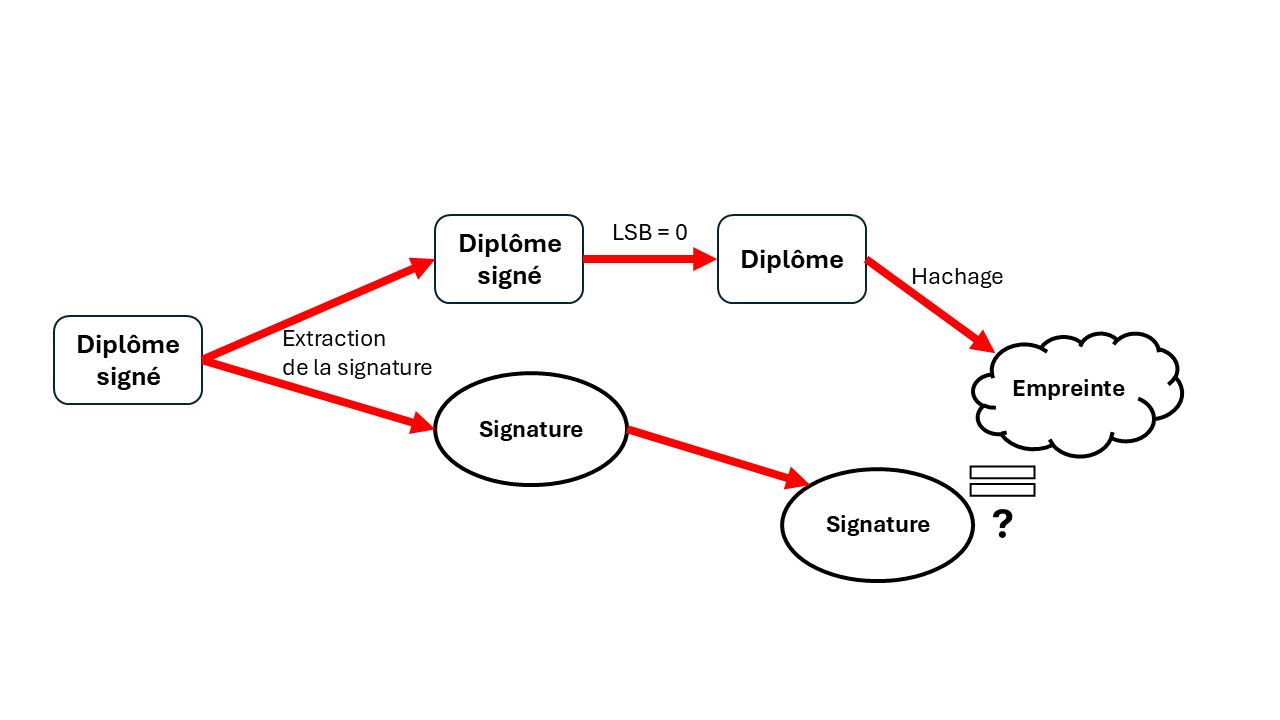 Diplôme
signé
Extraction
de la signature
Diplôme
signé
LSB = 0
Diplôme
Hachage
Empreinte
Signature
Signature
?